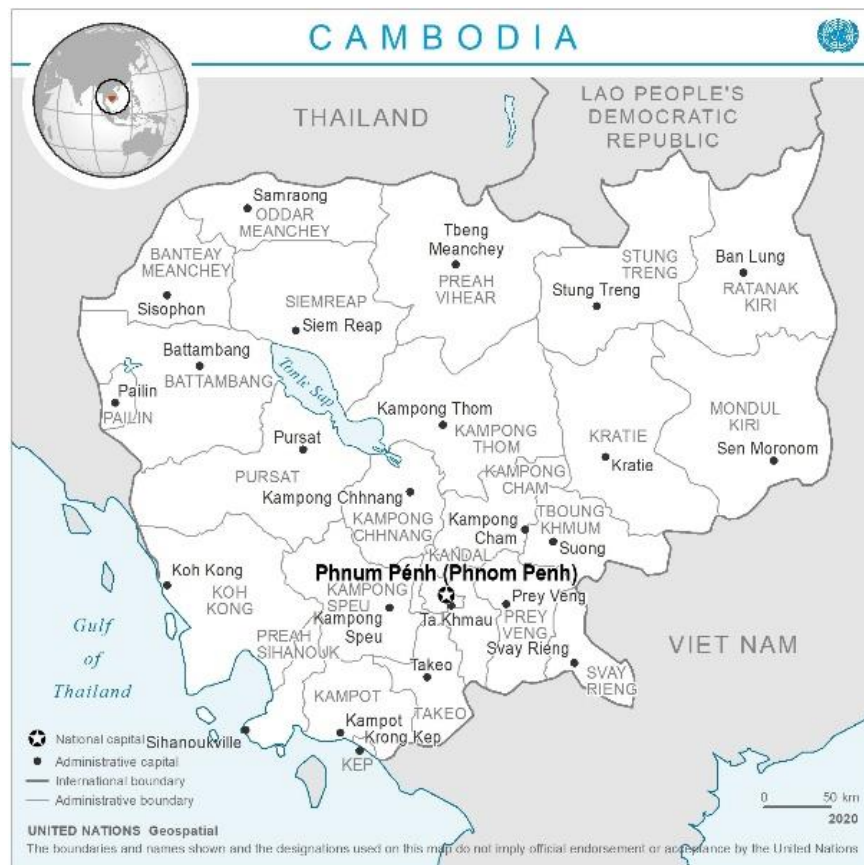 CAMBODIA
THAILAND
LAO PEOPLE'S
DEMOCRATIC
REPUBLIC
Samraong
ODDAR
MEANCHEY
Tbeng
Meanchey
PREAH
VIHEAR
BANTEAY
MEANCHEY
Sisophon
STUNG
TRENG
Stung Treng
Ban Lung
RATANAK
KIRI
SIEMREAP
Siem Reap
Battambang
BATTAMBANG
Tonle Sap
Pailin
PAILIN
Kampong Thom
KAMPONG
THOM
Pursat
PURSAT
KRATIE
Kratie
MONDUL
KIRI
Sen Moronom
KAMPONG
CHAM
Kampong Chhnang
KAMPONG
CHHNANG
Kampong
Cham
TBOUNG
KHMUM
Suong
KANDAL
Phnum Pénh (Phnom Penh)
Koh Kong
KOH
KONG
KAMPONG
SPEU
Kampong
Speu
Ta Khmau
Prey Veng
PREY
VENG
PREAH
SIHANOUK
Svay Rieng
SVAY
RIENG
VIET NAM
Gulf
of
Thailand
Takeo
TAKEO
KAMPOT
Kampot
Krong Kep
KEP
Sihanoukville
National capital
Administrative capital
International boundary
Administrative boundary
0 50 km
2020
UNITED NATIONS Geospatial
The boundaries and names shown and the designations used on this map do not imply official endorsement or acceptance by the United Nations